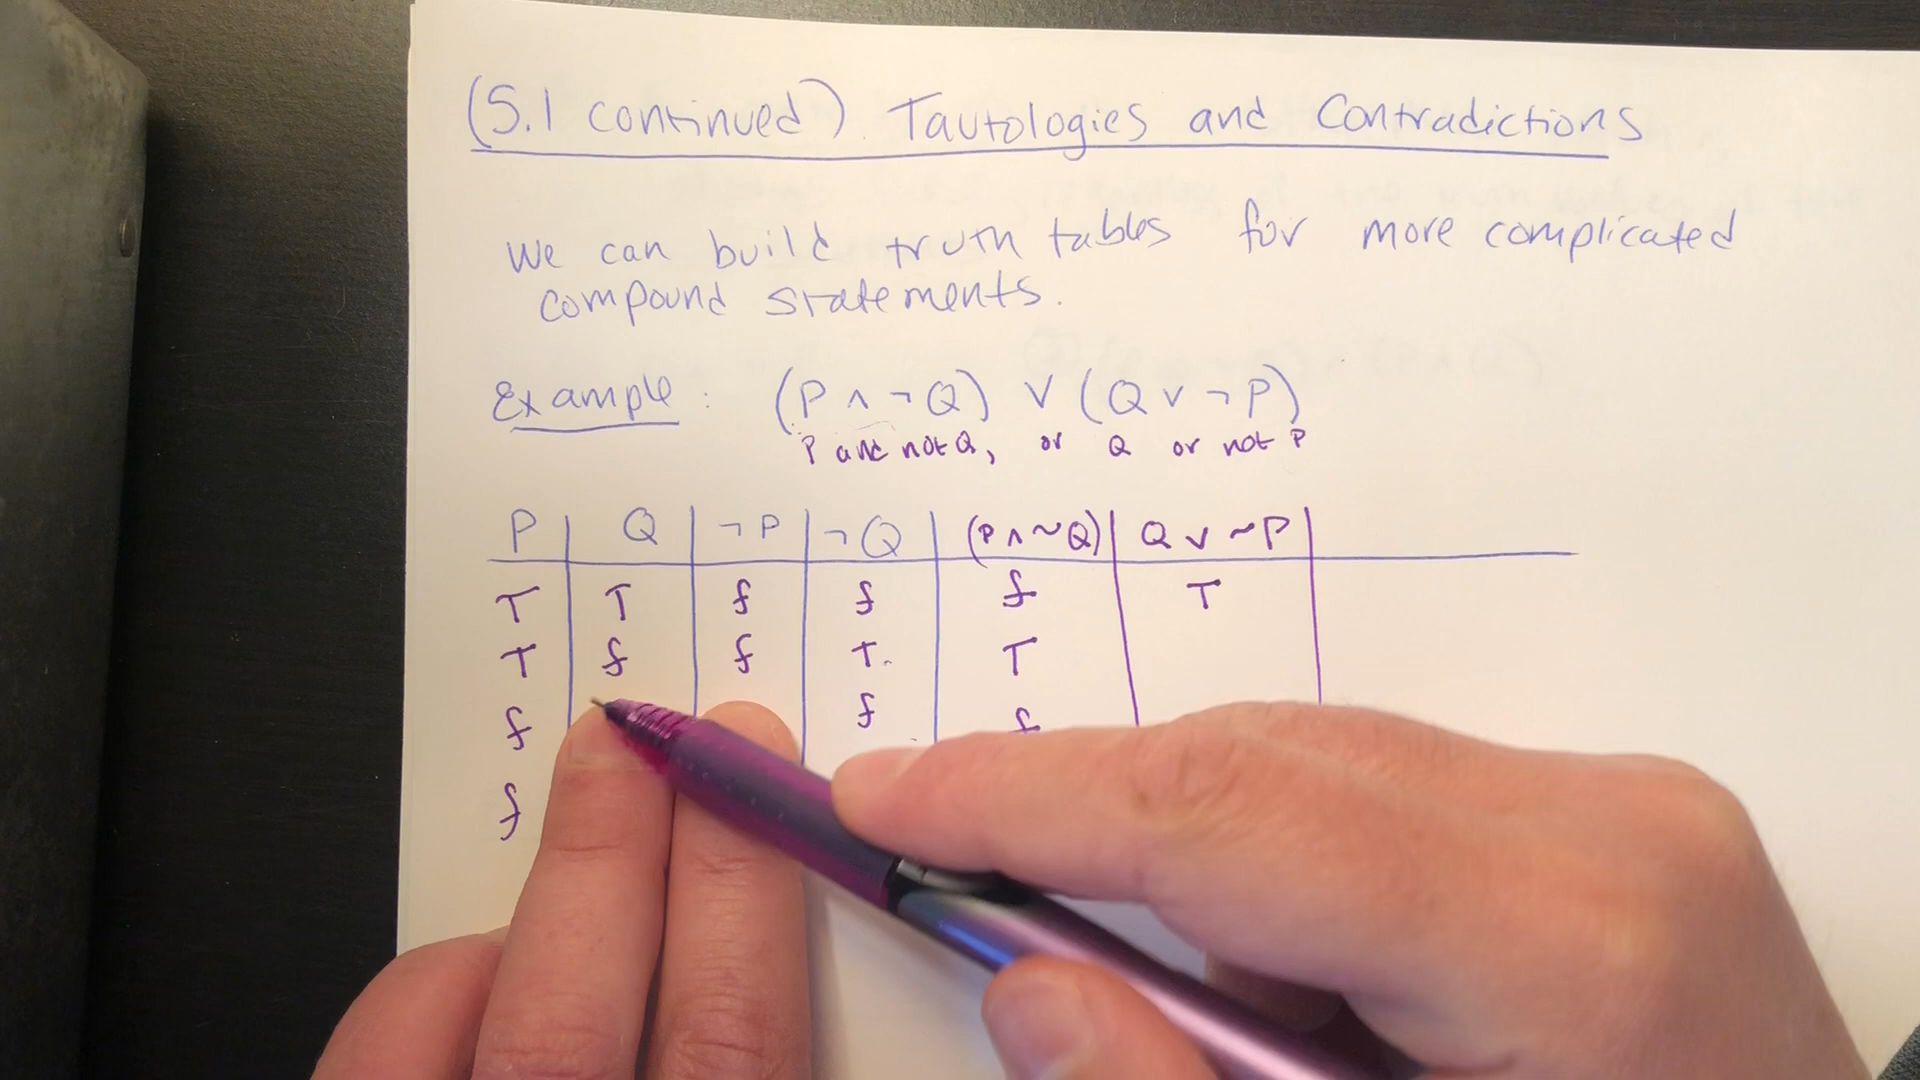 (5.1 continued). Tautologies and Contradictions
We can build truth tables for more complicated
compound statements.
Example: (P ∧ ¬Q) ∨ (Q ∨ ¬P)
P and not Q, or Q or not P
P Q ¬P ¬Q (P ∧ ~Q) Q ∨ ~P
T T f f f T
T f f T. T
f f f
f